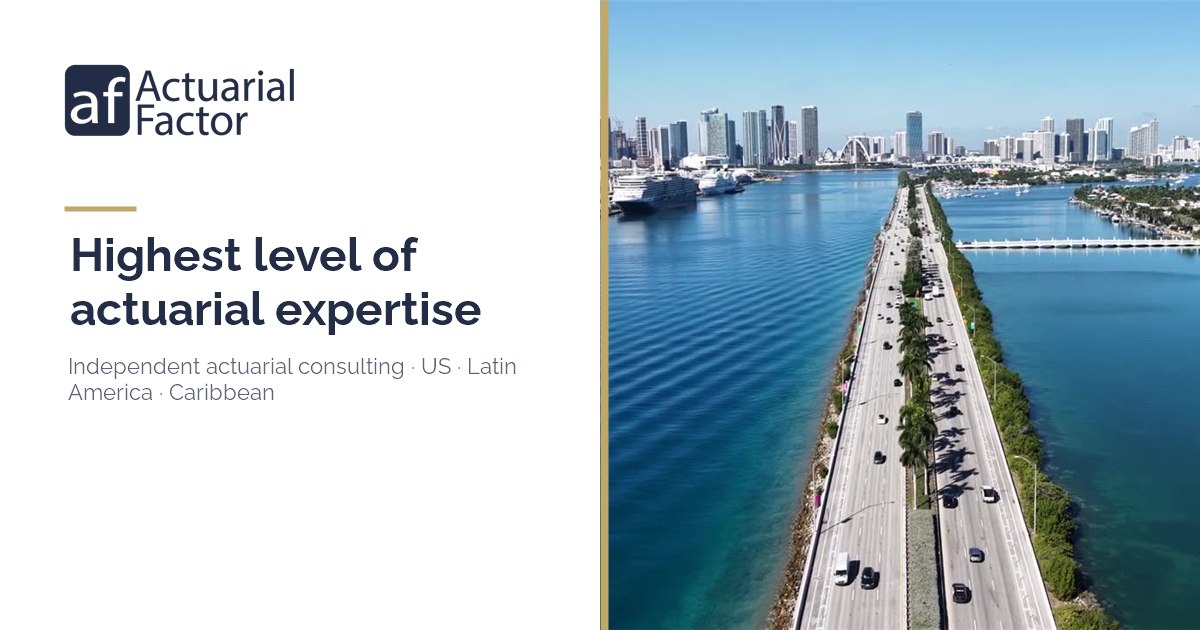 af Actuarial
Factor
Highest level of
actuarial expertise
Independent actuarial consulting · US · Latin
America · Caribbean